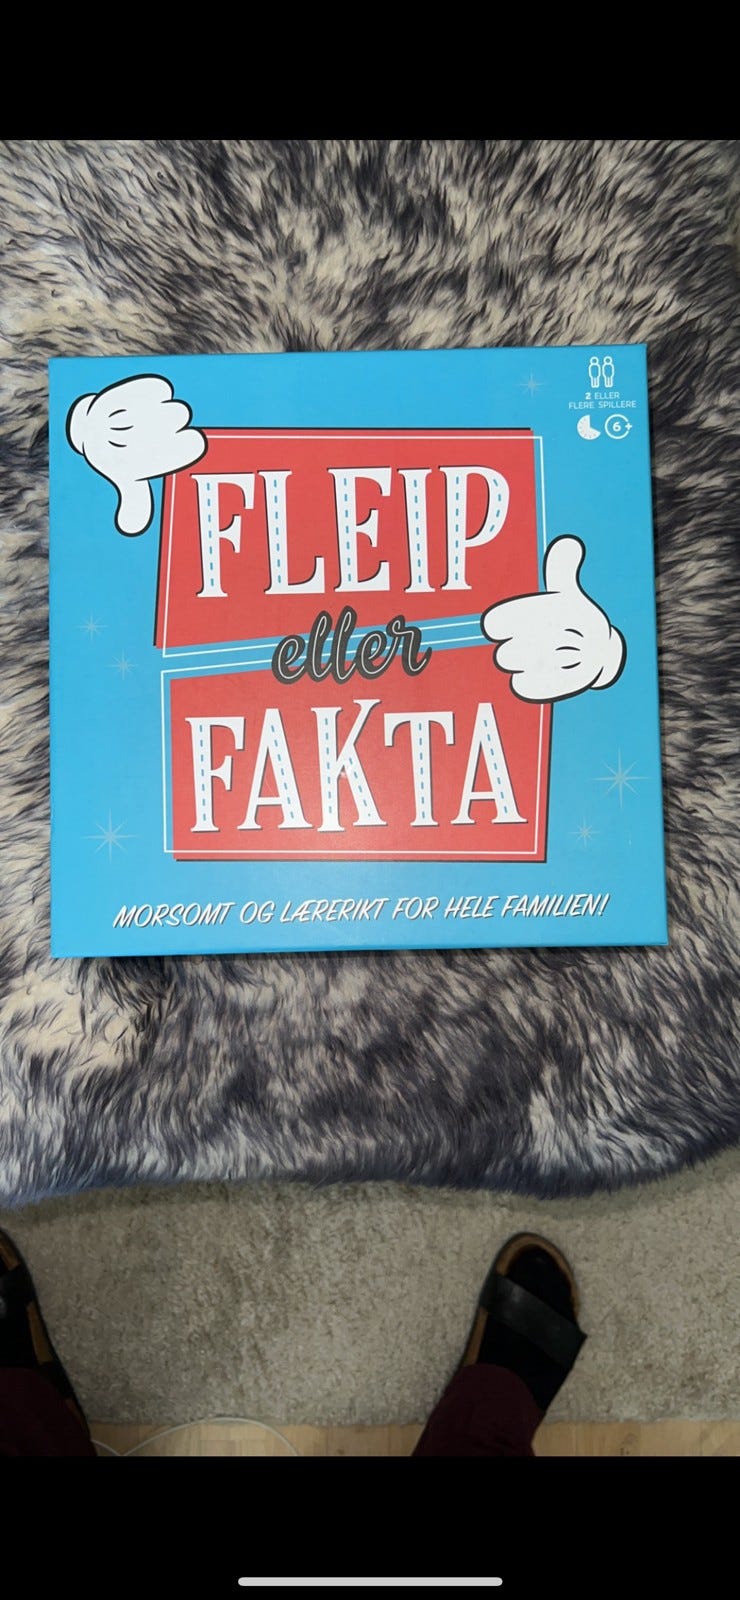 2 ELLER
FLERE SPILLERE
6+
FLEIP
eller
FAKTA
MORSOMT OG LÆRERIKT FOR HELE FAMILIEN!